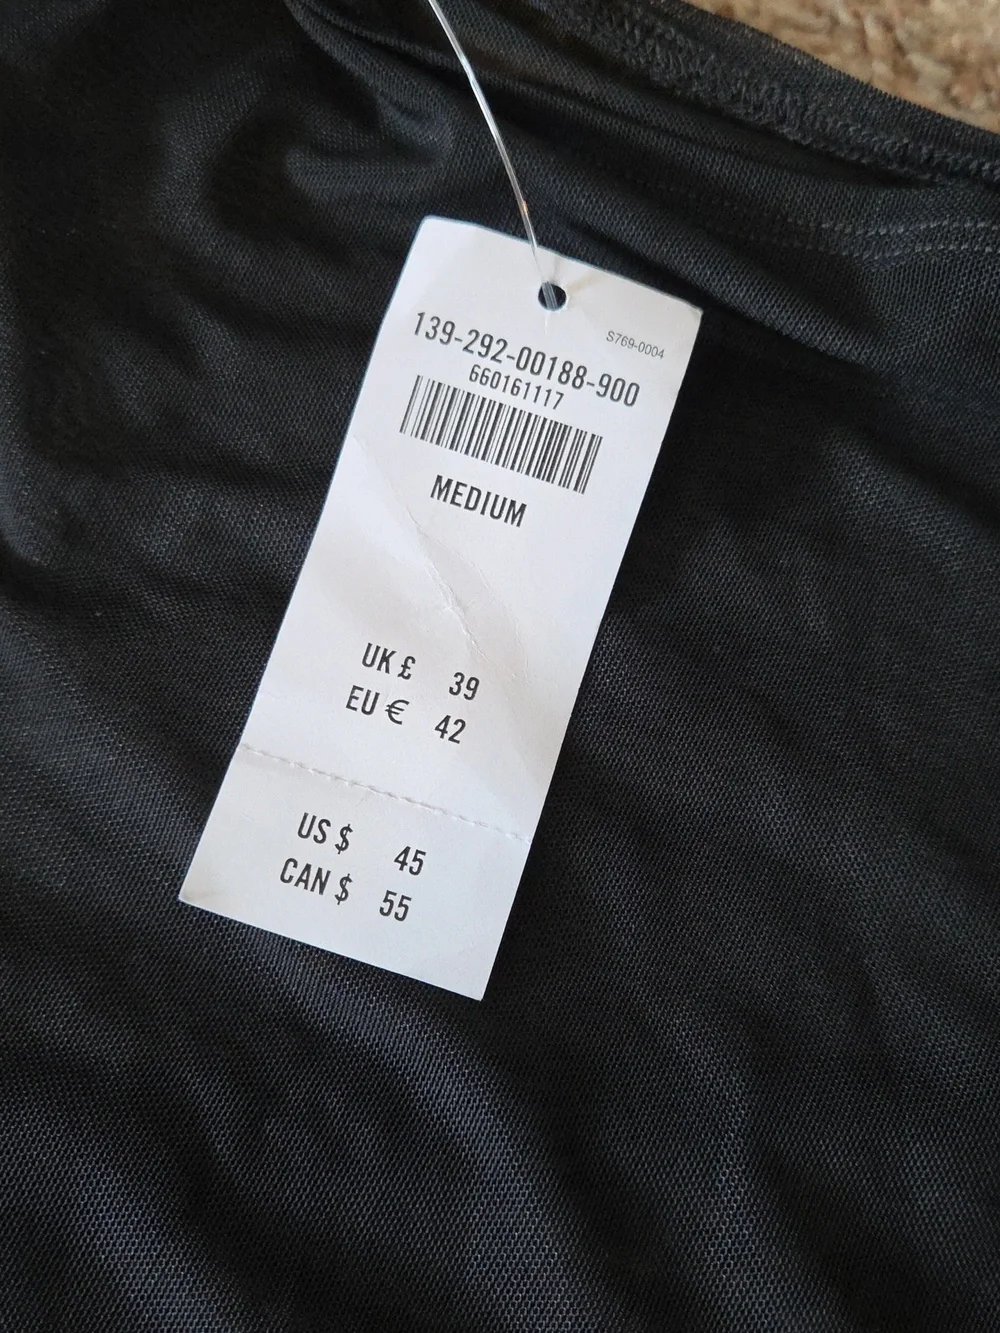 S769-0004
139-292-00188-900
660161117
MEDIUM
UK £ 39
EU € 42
US $ 45
CAN $ 55